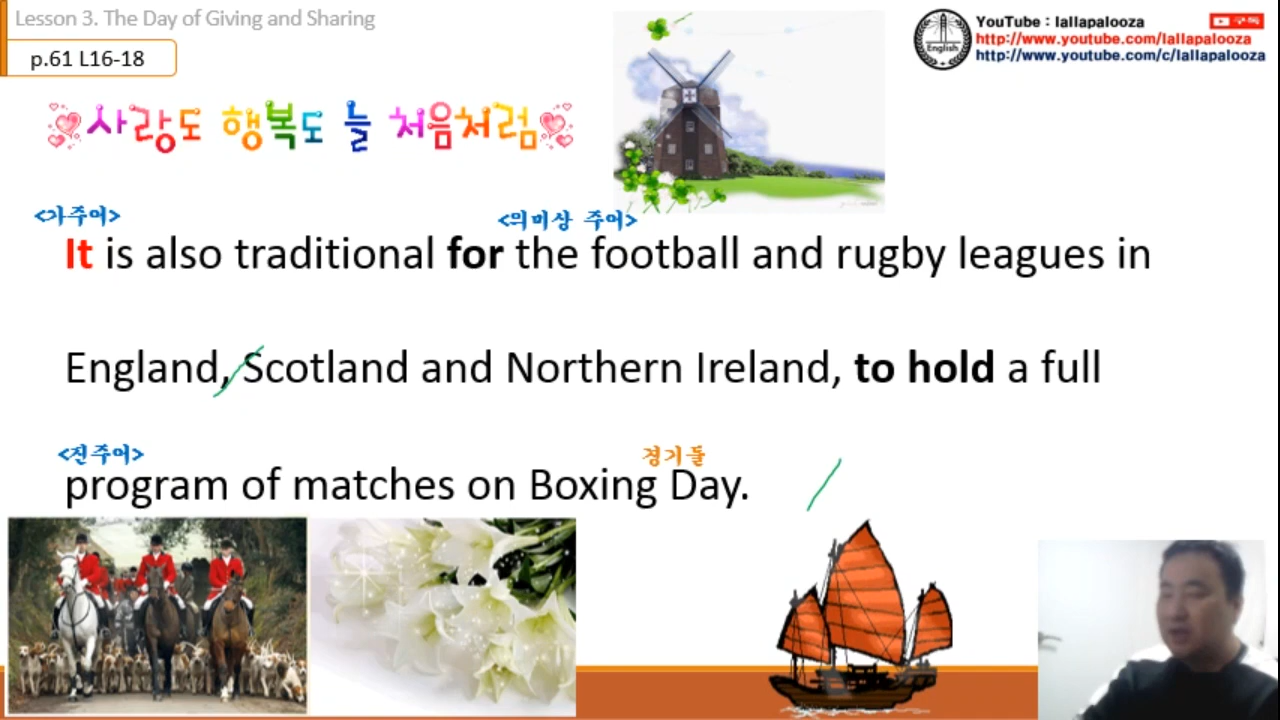 Lesson 3. The Day of Giving and Sharing
p.61 L16-18
English
YouTube : lallapalooza
구독
http://www.youtube.com/lallapalooza
http://www.youtube.com/c/lallapalooza
사랑도 행복도 늘 처음처럼
<가주어>
<의미상 주어>
It is also traditional for the football and rugby leagues in
England, Scotland and Northern Ireland, to hold a full
<진주어>
경기들
program of matches on Boxing Day.